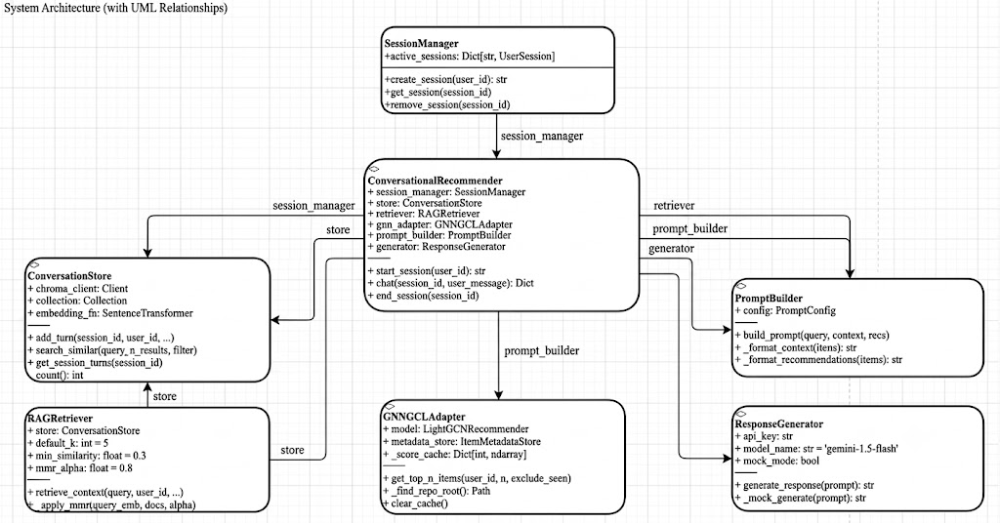 System Architecture (with UML Relationships)
SessionManager
+active_sessions: Dict[str, UserSession]
+create_session(user_id): str
+get_session(session_id)
+remove_session(session_id)
session_manager
ConversationalRecommender
+ session_manager: SessionManager
+ store: ConversationStore
+ retriever: RAGRetriever
+ gnn_adapter: GNNGCLAdapter
+ prompt_builder: PromptBuilder
+ generator: ResponseGenerator
+ start_session(user_id): str
+ chat(session_id, user_message): Dict
+ end_session(session_id)
session_manager
store
retriever
prompt_builder
generator
ConversationStore
+ chroma_client: Client
+ collection: Collection
+ embedding_fn: SentenceTransformer
+ add_turn(session_id, user_id, ...)
+ search_similar(query_n_results, filter)
+ get_session_turns(session_id)
count(): int
PromptBuilder
+ config: PromptConfig
+ build_prompt(query, context, recs)
+ _format_context(itens): str
+ _format_recommendations(items): str
prompt_builder
store
RAGRetriever
+ store: ConversationStore
+ default_k: int = 5
+ min_similarity: float = 0.3
+ mmr_alpha: float = 0.8
+ retrieve_context(query, user_id, ...)
+ _apply_mmr(query_emb, docs, alpha)
store
GNNGCLAdapter
+ model: LightGCNRecommender
+ metadata_store: ItemMetadataStore
+ _score_cache: Dict[int, ndarray]
+ get_top_n_items(user_id, n, exclude_seen)
+ _find_repo_root(): Path
+ clear_cache()
ResponseGenerator
+ api_key: str
+ model_name: str = 'gemini-1.5-flash'
+ mock_mode: bool
+ generate_response(prompt): str
+ _mock_generate(prompt): str